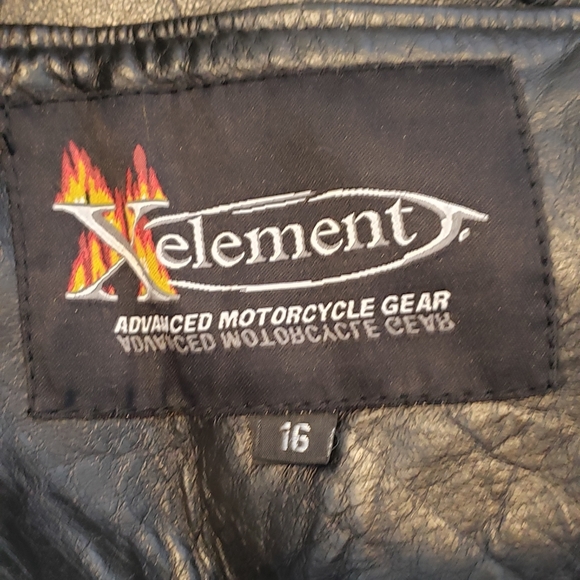 Xelement
ADVANCED MOTORCYCLE GEAR
ADVANCED MOTORCYCLE GEAR
16